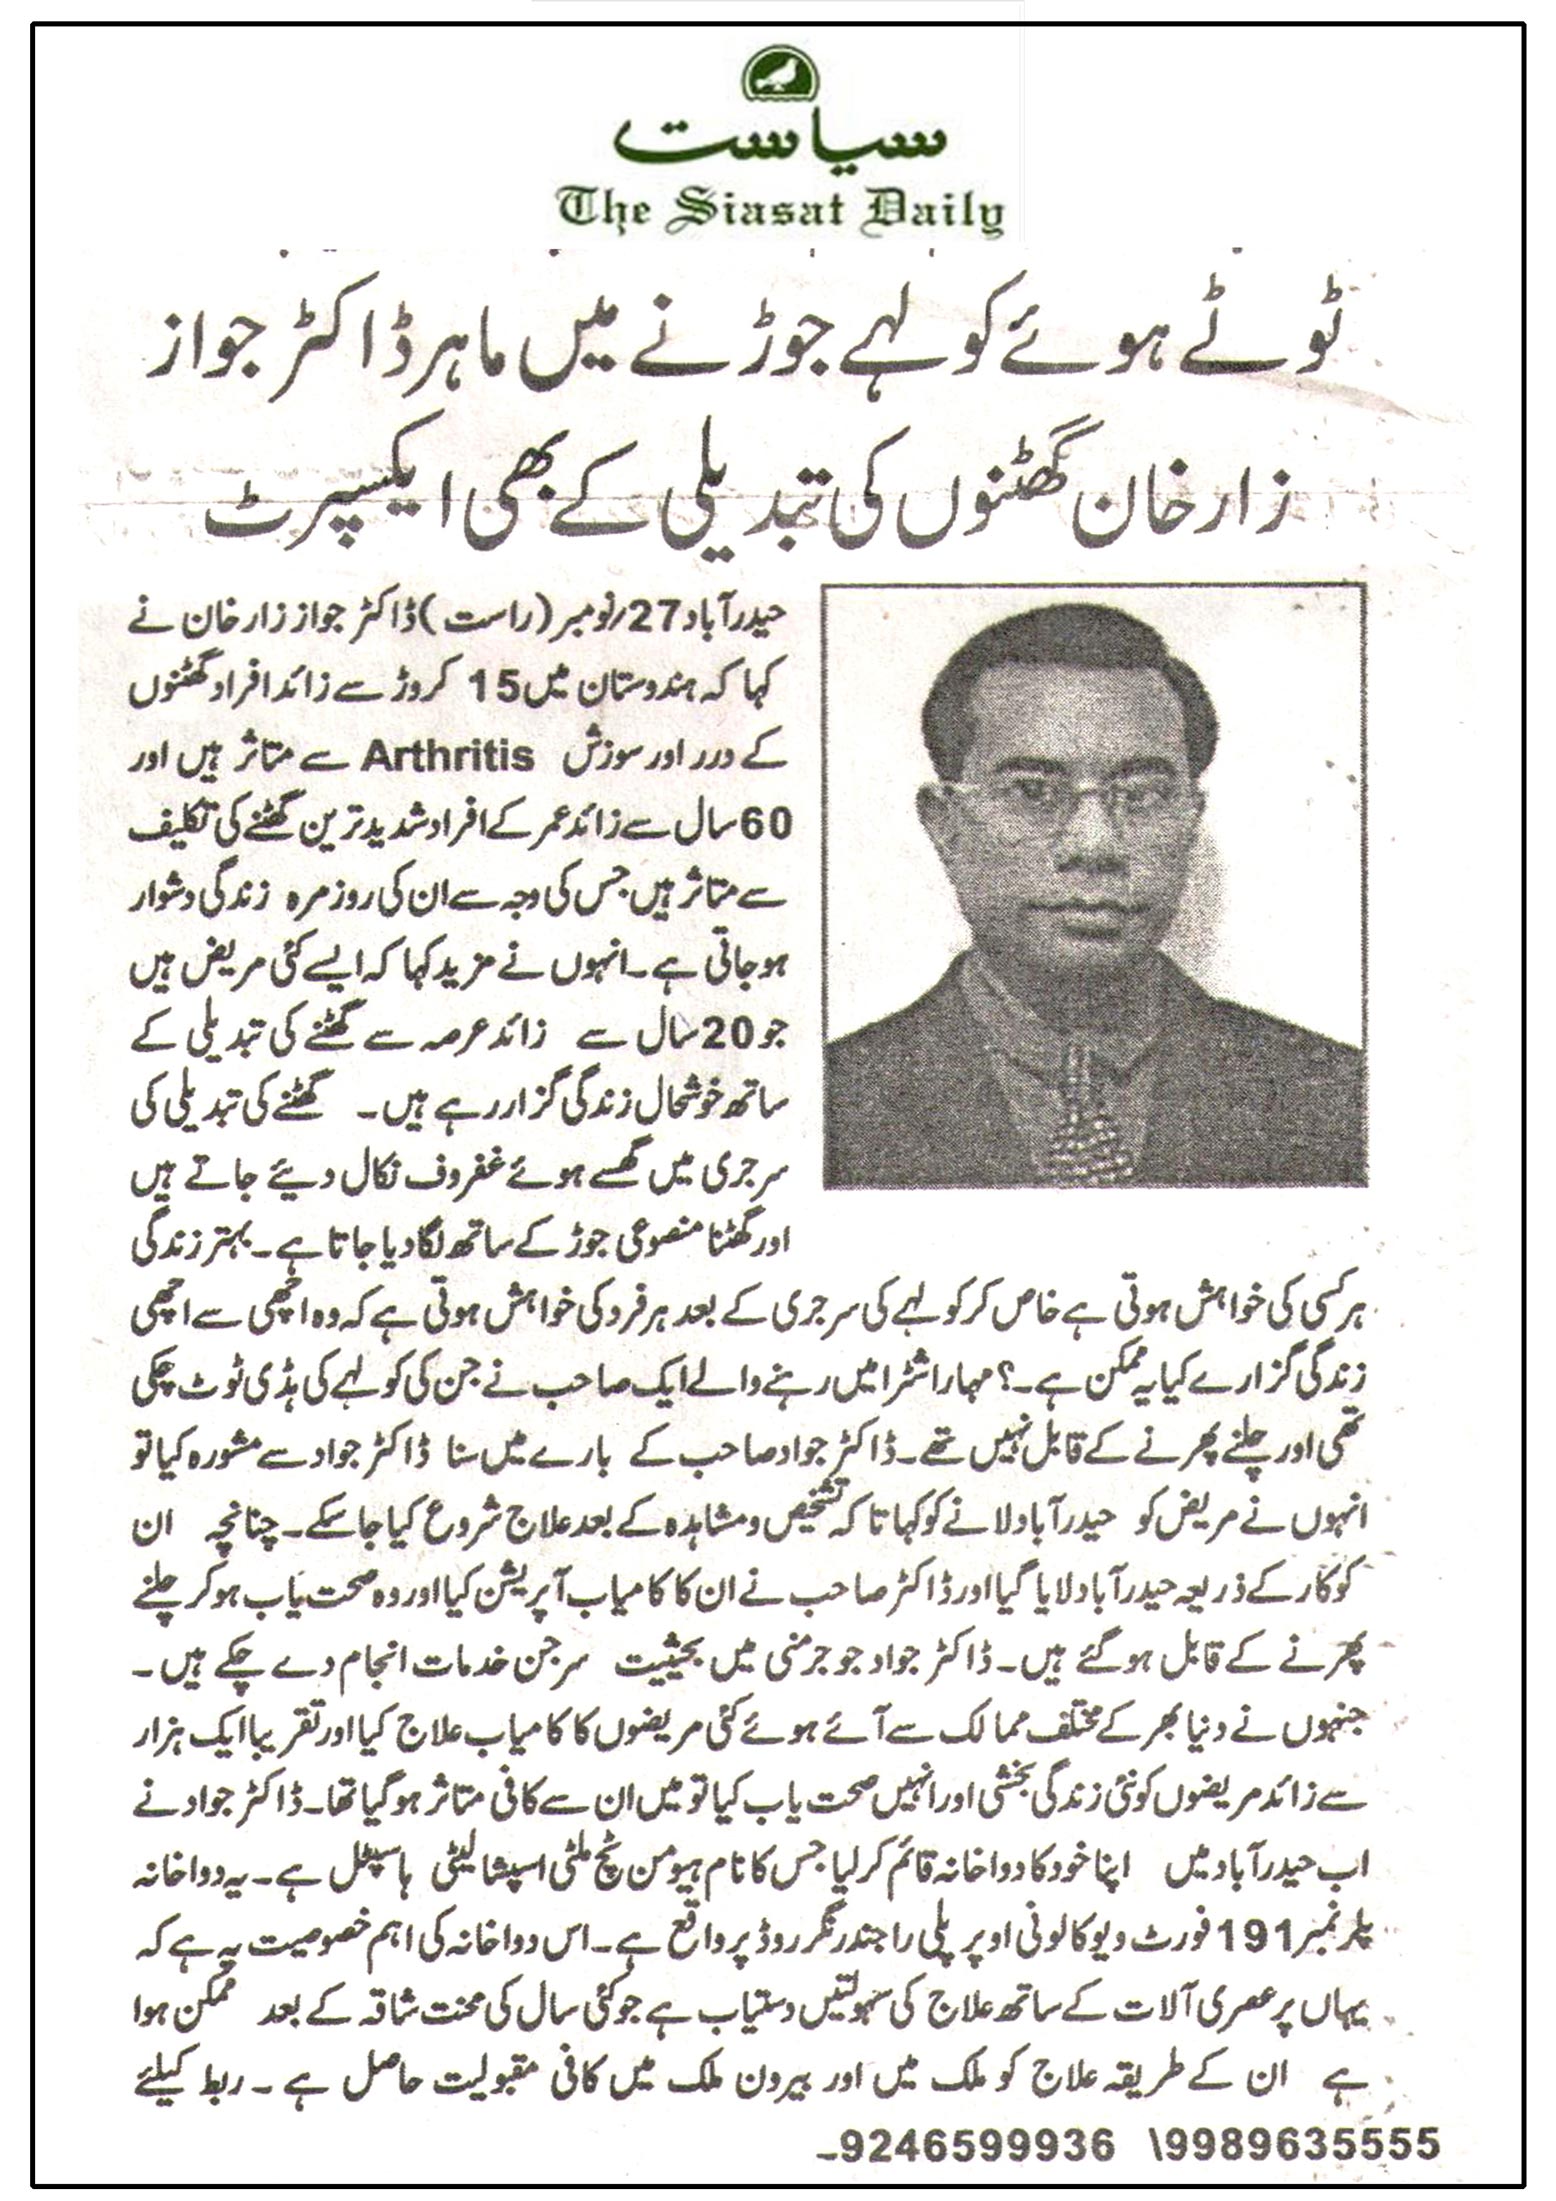 سیاست
The Siasat Daily
ٹوٹے ہوئے کولہے جوڑنے میں ماہر ڈاکٹر جواز
زار خان گھٹنوں کی تبدیلی کے بھی ایکسپرٹ
حیدرآباد 27/نومبر (راست) ڈاکٹر جواز زار خان نے
کہا کہ ہندوستان میں 15 کروڑ سے زائد افراد گھٹنوں
کے درر اور سوزش Arthritis سے متاثر ہیں اور
60 سال سے زائد عمر کے افراد شدید ترین گھٹنے کی تکلیف
سے متاثر ہیں جس کی وجہ سے ان کی روزمرہ زندگی دشوار
ہوجاتی ہے۔ انہوں نے مزید کہا کہ ایسے کئی مریض ہیں
جو 20 سال سے زائد عرصہ سے گھٹنے کی تبدیلی کے
ساتھ خوشحال زندگی گزار رہے ہیں۔ گھٹنے کی تبدیلی کی
سرجری میں گھسے ہوئے غفروف نکال دیئے جاتے ہیں
اور گھٹنا منصوعی جوڑ کے ساتھ لگا دیا جاتا ہے۔ بہتر زندگی
ہر کسی کی خواہش ہوتی ہے خاص کر کولہے کی سرجری کے بعد ہر فرد کی خواہش ہوتی ہے کہ وہ اچھی سے اچھی
زندگی گزارے کیا یہ ممکن ہے۔؟ مہاراشٹرا میں رہنے والے ایک صاحب نے جن کی کولہے کی ہڈی ٹوٹ چکی
تھی اور چلنے پھرنے کے قابل نہیں تھے۔ ڈاکٹر جواد صاحب کے بارے میں سنا ڈاکٹر جواد سے مشورہ کیا تو
انہوں نے مریض کو حیدرآباد لانے کو کہا تا کہ تشخیص و مشاہدہ کے بعد علاج شروع کیا جاسکے۔ چنانچہ ان
کو کار کے ذریعہ حیدرآباد لایا گیا اور ڈاکٹر صاحب نے ان کا کامیاب آپریشن کیا اور وہ صحت یاب ہوکر چلنے
پھرنے کے قابل ہوگئے ہیں۔ ڈاکٹر جواد جو جرمنی میں بحیثیت سرجن خدمات انجام دے چکے ہیں۔
جنہوں نے دنیا بھر کے مختلف ممالک سے آئے ہوئے کئی مریضوں کا کامیاب علاج کیا اور تقریبا ایک ہزار
سے زائد مریضوں کو نئی زندگی بخشی اور انہیں صحت یاب کیا تو میں ان سے کافی متاثر ہوگیا تھا۔ ڈاکٹر جواد نے
اب حیدرآباد میں اپنا خود کا دواخانہ قائم کرلیا جس کا نام ہیومن ٹچ ملٹی اسپشالیٹی ہاسپٹل ہے۔ یہ دواخانہ
پلر نمبر 191 فورٹ ویو کالونی اوپر پلی راجندر نگر روڈ پر واقع ہے۔ اس دواخانہ کی اہم خصوصیت یہ ہے کہ
یہاں پر عصری آلات کے ساتھ علاج کی سہولتیں دستیاب ہے جو کئی سال کی محنت شاقہ کے بعد ممکن ہوا
ہے ان کے طریقہ علاج کو ملک میں اور بیرون ملک میں کافی مقبولیت حاصل ہے۔ ربط کیلئے
9989635555\ 9246599936۔